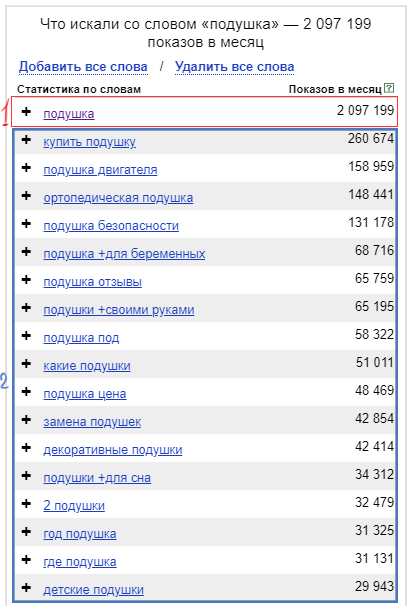 Что искали со словом «подушка» — 2 097 199
показов в месяц
Добавить все слова / Удалить все слова
Статистика по словам Показов в месяц ?
1 + подушка 2 097 199
+ купить подушку 260 674
+ подушка двигателя 158 959
+ ортопедическая подушка 148 441
+ подушка безопасности 131 178
+ подушка +для беременных 68 716
+ подушка отзывы 65 759
+ подушки +своими руками 65 195
+ подушка под 58 322
2 + какие подушки 51 011
+ подушка цена 48 469
+ замена подушек 42 854
+ декоративные подушки 42 414
+ подушки +для сна 34 312
+ 2 подушки 32 479
+ год подушка 31 325
+ где подушка 31 131
+ детские подушки 29 943